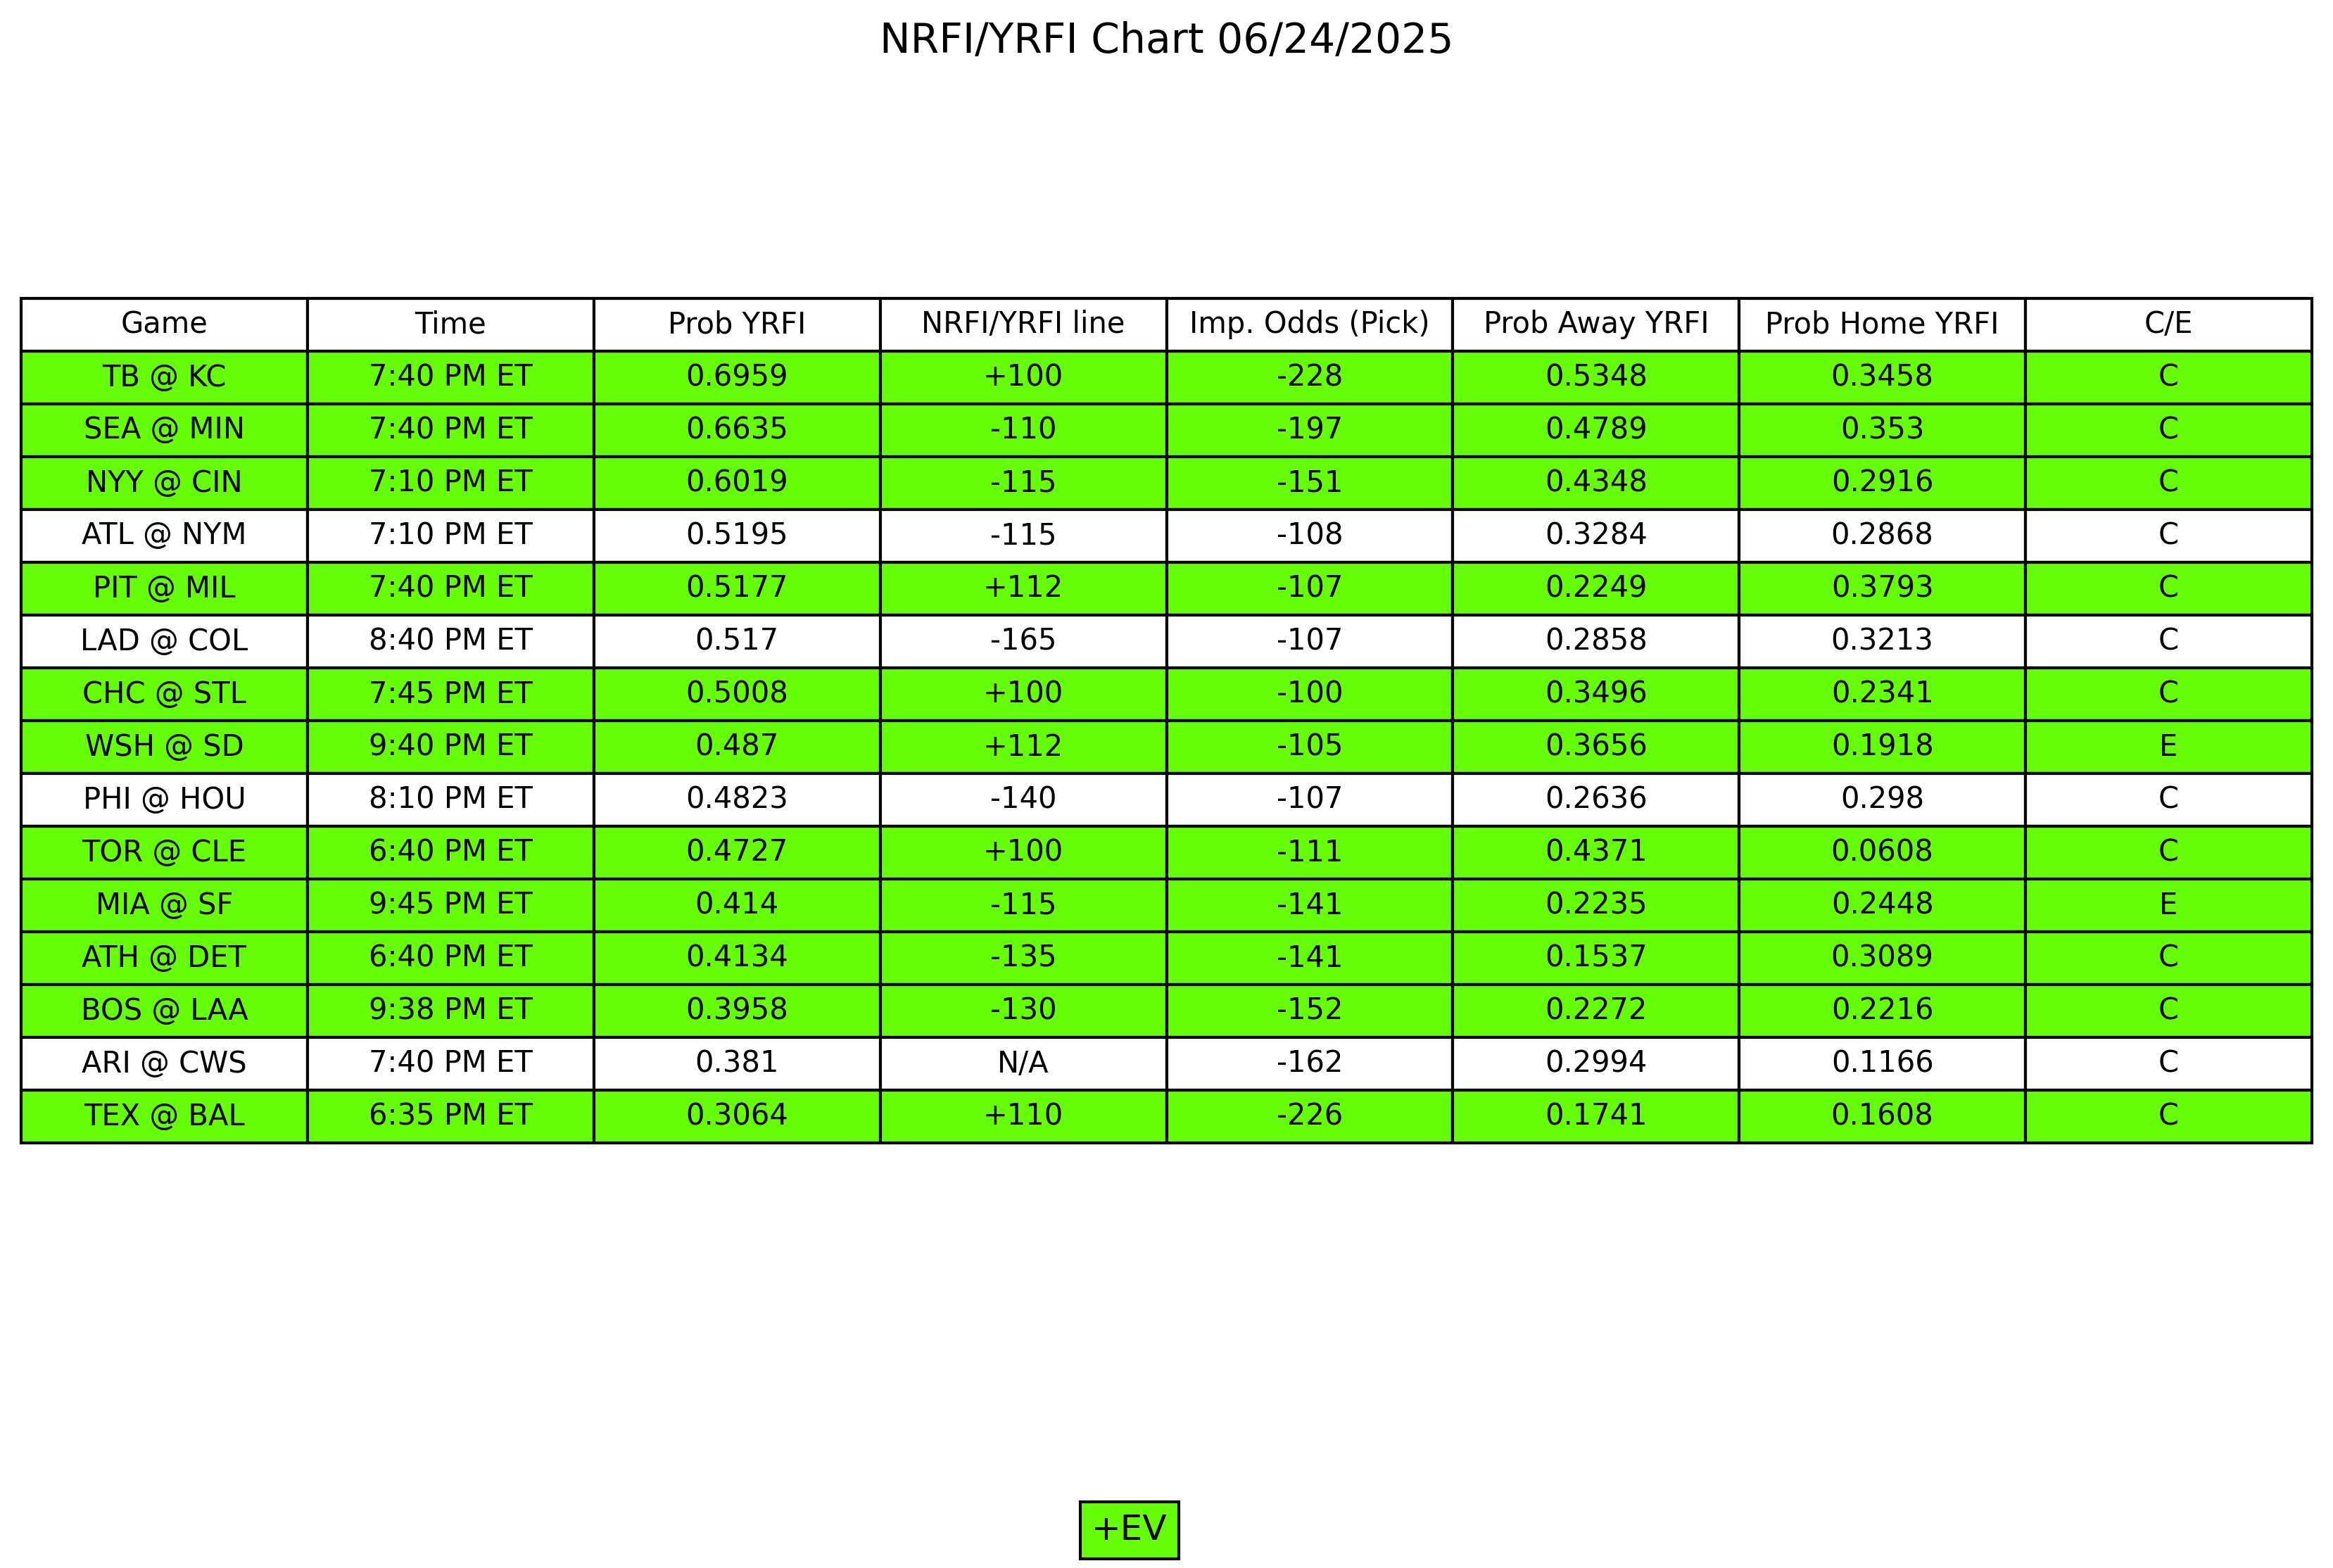 NRFI/YRFI Chart 06/24/2025
Game Time Prob YRFI NRFI/YRFI line Imp. Odds (Pick) Prob Away YRFI Prob Home YRFI C/E
TB @ KC 7:40 PM ET 0.6959 +100 -228 0.5348 0.3458 C
SEA @ MIN 7:40 PM ET 0.6635 -110 -197 0.4789 0.353 C
NYY @ CIN 7:10 PM ET 0.6019 -115 -151 0.4348 0.2916 C
ATL @ NYM 7:10 PM ET 0.5195 -115 -108 0.3284 0.2868 C
PIT @ MIL 7:40 PM ET 0.5177 +112 -107 0.2249 0.3793 C
LAD @ COL 8:40 PM ET 0.517 -165 -107 0.2858 0.3213 C
CHC @ STL 7:45 PM ET 0.5008 +100 -100 0.3496 0.2341 C
WSH @ SD 9:40 PM ET 0.487 +112 -105 0.3656 0.1918 E
PHI @ HOU 8:10 PM ET 0.4823 -140 -107 0.2636 0.298 C
TOR @ CLE 6:40 PM ET 0.4727 +100 -111 0.4371 0.0608 C
MIA @ SF 9:45 PM ET 0.414 -115 -141 0.2235 0.2448 E
ATH @ DET 6:40 PM ET 0.4134 -135 -141 0.1537 0.3089 C
BOS @ LAA 9:38 PM ET 0.3958 -130 -152 0.2272 0.2216 C
ARI @ CWS 7:40 PM ET 0.381 N/A -162 0.2994 0.1166 C
TEX @ BAL 6:35 PM ET 0.3064 +110 -226 0.1741 0.1608 C
+EV